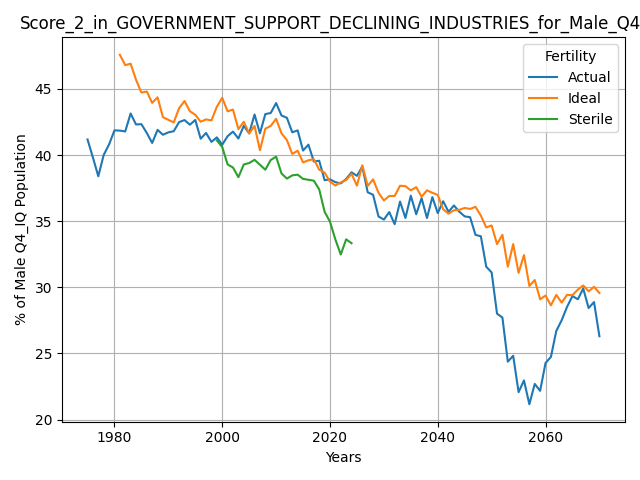 Score_2_in_GOVERNMENT_SUPPORT_DECLINING_INDUSTRIES_for_Male_Q4
Fertility
Actual
Ideal
Sterile
% of Male Q4_IQ Population
45
40
35
30
25
20
1980
2000
2020
2040
2060
Years